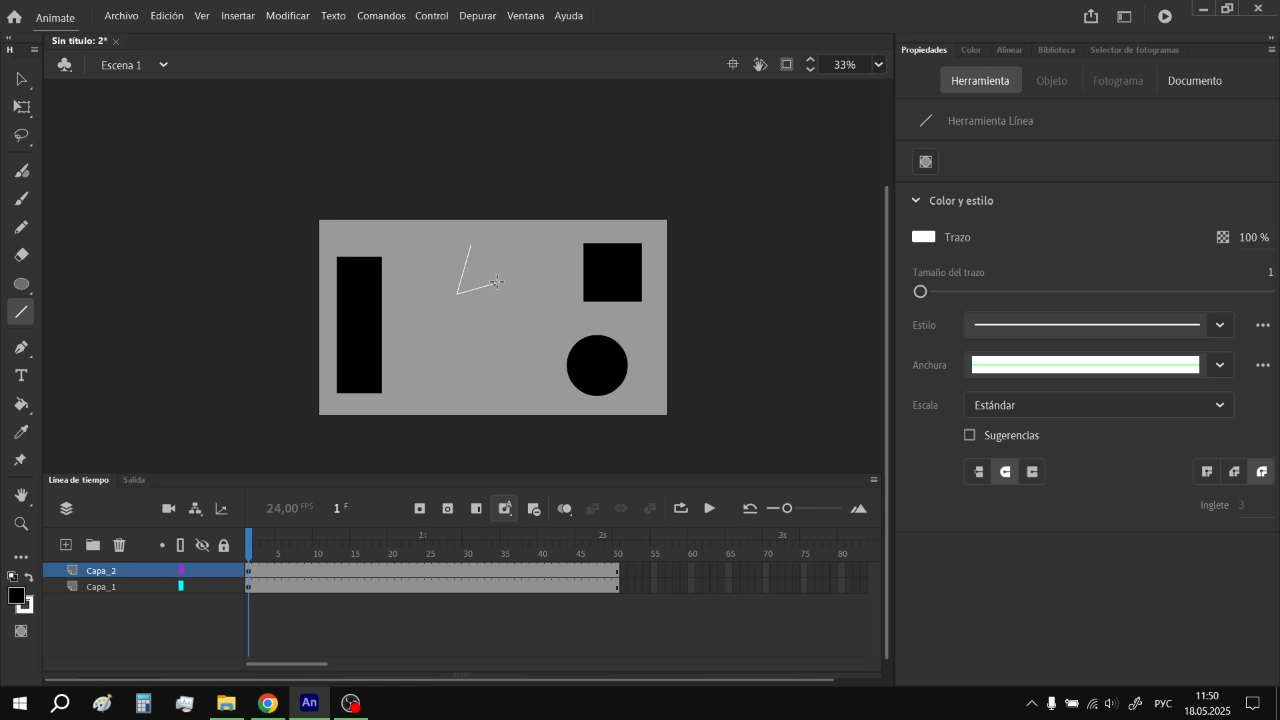 Animate
Archivo Edición Ver Insertar Modificar Texto Comandos Control Depurar Ventana Ayuda
Sin título: 2*
H
Escena 1
33%
Propiedades Color Alinear Biblioteca Selector de fotogramas
Herramienta Objeto Fotograma Documento
Herramienta Línea
Color y estilo
Trazo 100 %
Tamaño del trazo 1
Estilo
Anchura
Escala Estándar
Sugerencias
Inglete 3
Línea de tiempo Salida
24,00 FPS 1 F
1s 2s 3s
5 10 15 20 25 30 35 40 45 50 55 60 65 70 75 80
Capa_2
Capa_1
An
РУС
11:50
18.05.2025